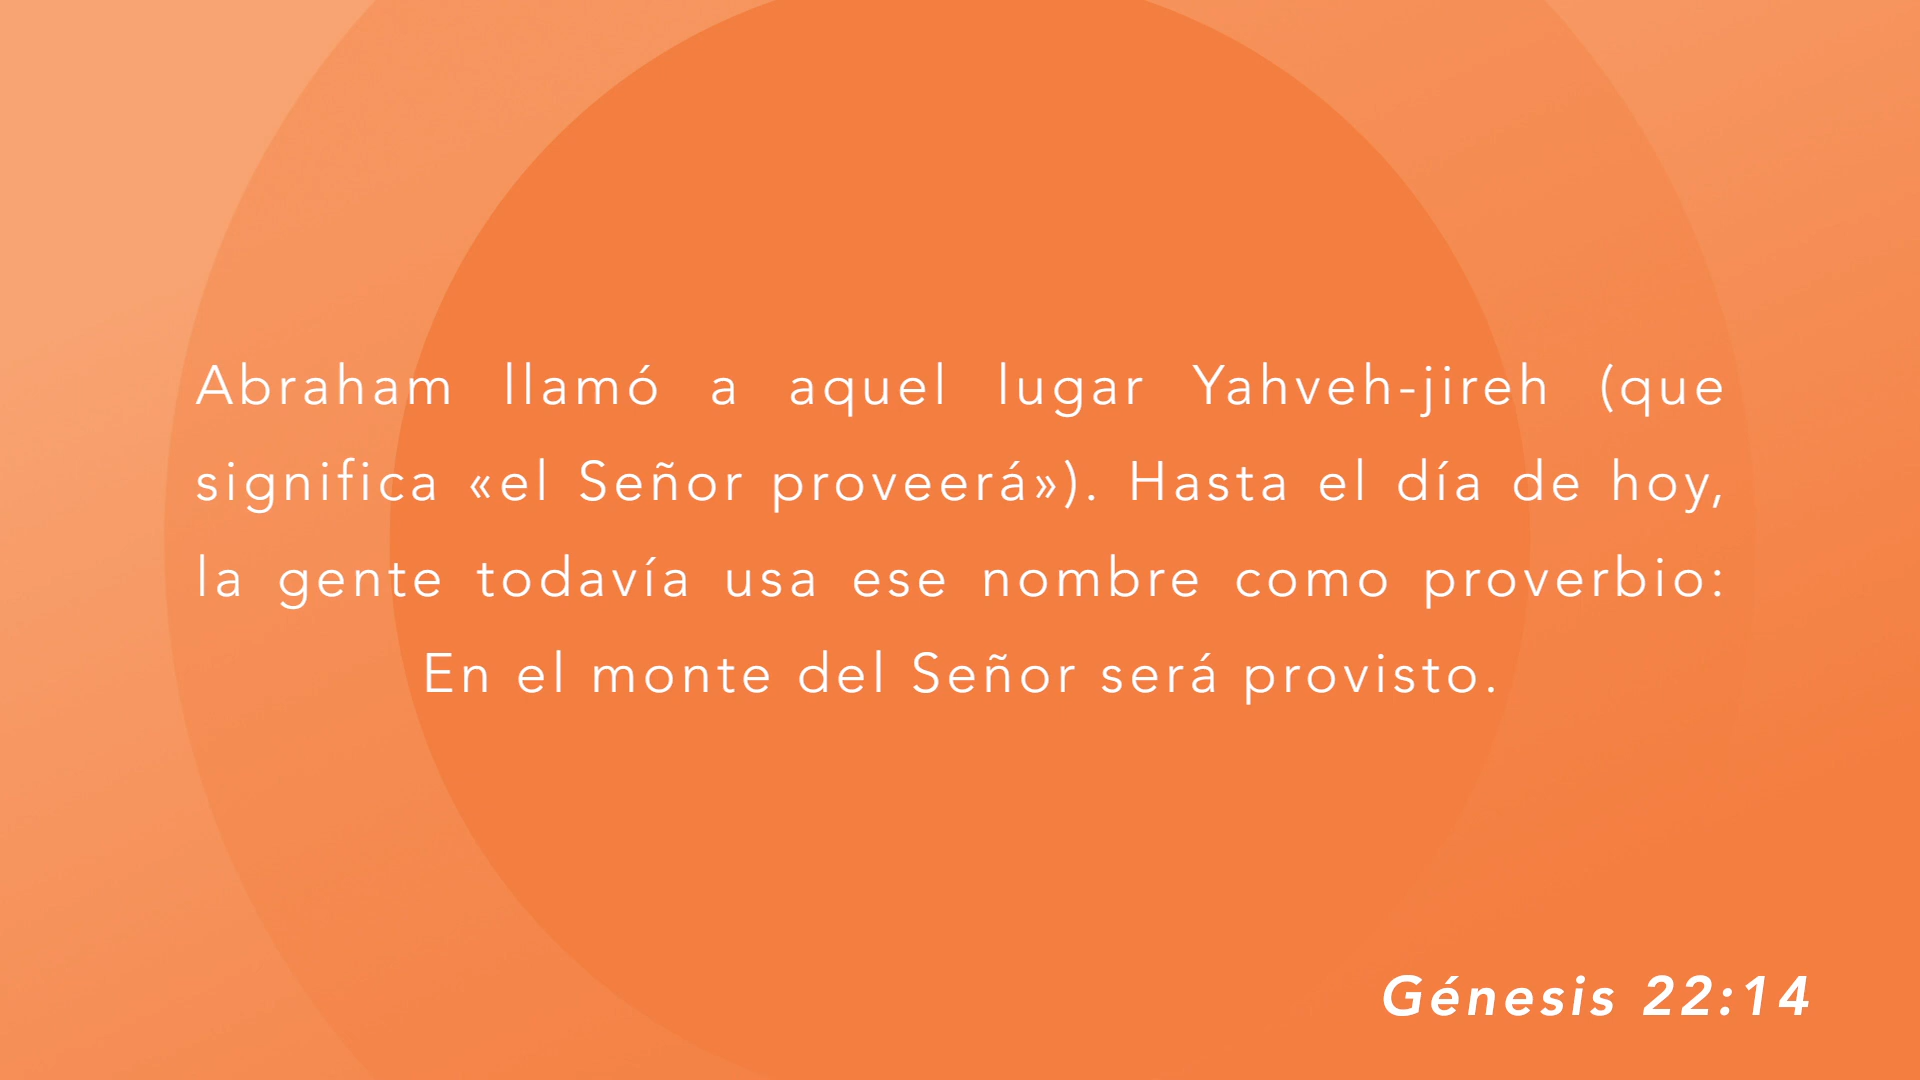 Abraham llamó a aquel lugar Yahveh-jireh (que
significa «el Señor proveerá»). Hasta el día de hoy,
la gente todavía usa ese nombre como proverbio:
En el monte del Señor será provisto.
Génesis 22:14